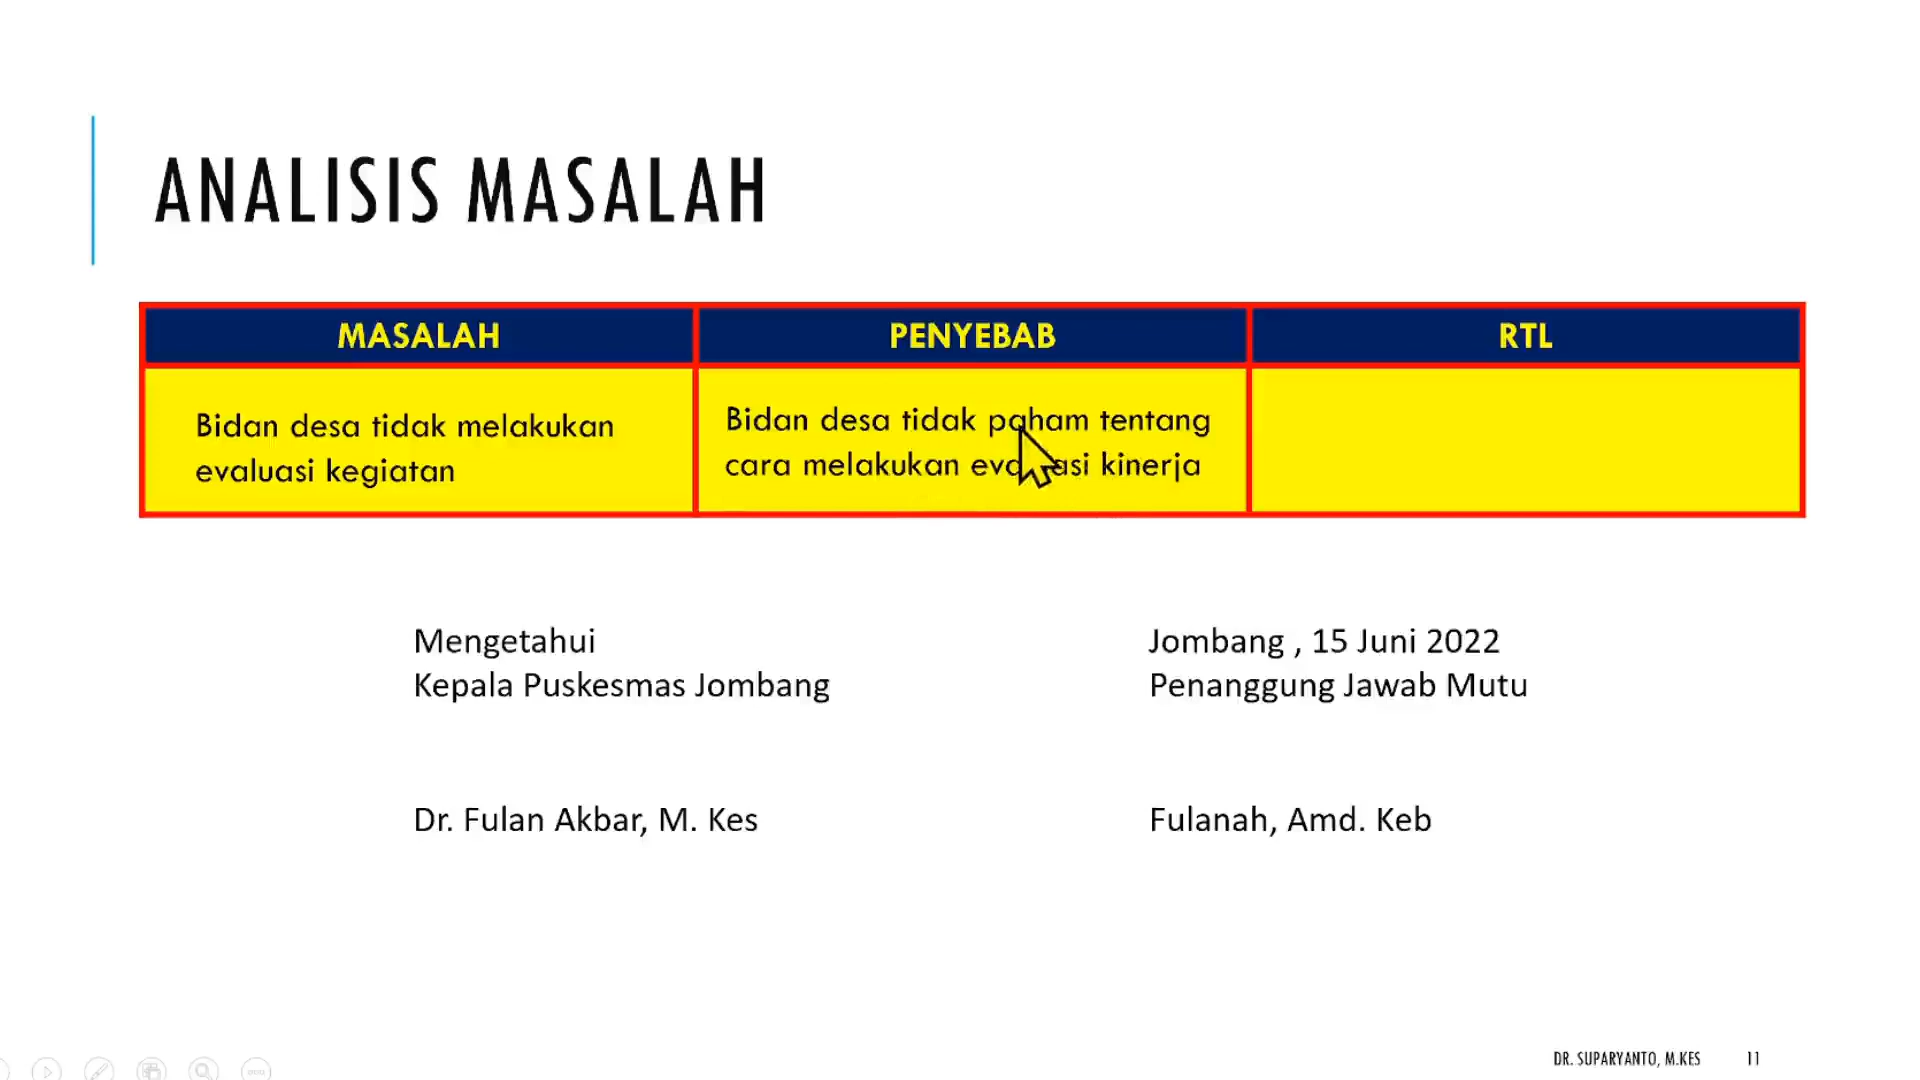 ANALISIS MASALAH
MASALAH PENYEBAB RTL
Bidan desa tidak melakukan
evaluasi kegiatan
Bidan desa tidak paham tentang
cara melakukan evaluasi kinerja
Mengetahui
Kepala Puskesmas Jombang
Dr. Fulan Akbar, M. Kes
Jombang , 15 Juni 2022
Penanggung Jawab Mutu
Fulanah, Amd. Keb
DR. SUPARYANTO, M.KES 11